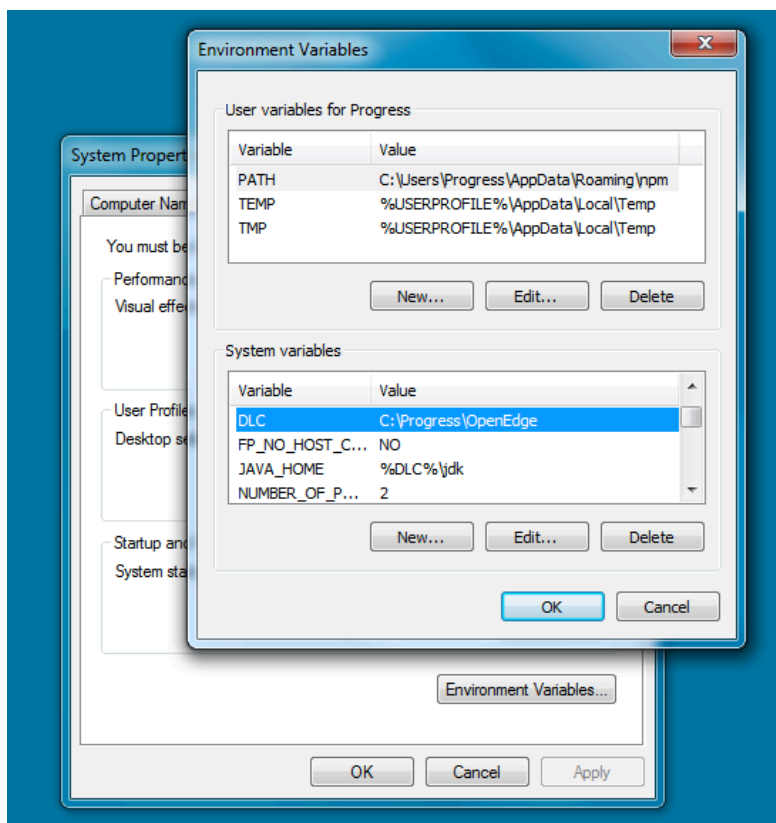 Environment Variables
x
User variables for Progress
Variable Value
PATH C:\Users\Progress\AppData\Roaming\npm
TEMP %USERPROFILE%\AppData\Local\Temp
TMP %USERPROFILE%\AppData\Local\Temp
New... Edit... Delete
System variables
Variable Value
DLC C:\Progress\OpenEdge
FP_NO_HOST_C... NO
JAVA_HOME %DLC%\jdk
NUMBER_OF_P... 2
New... Edit... Delete
OK Cancel
System Propert
Computer Nam
You must be
Performanc
Visual effe
User Profile
Desktop se
Startup and
System sta
Environment Variables...
OK Cancel Apply